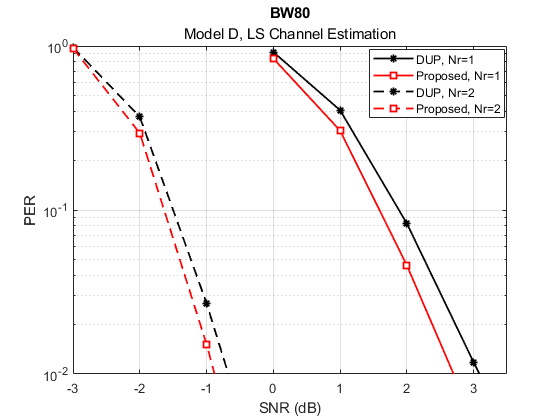 BW80
Model D, LS Channel Estimation
DUP, Nr=1
Proposed, Nr=1
DUP, Nr=2
Proposed, Nr=2
10^0
10^-1
10^-2
PER
-3 -2 -1 0 1 2 3
SNR (dB)